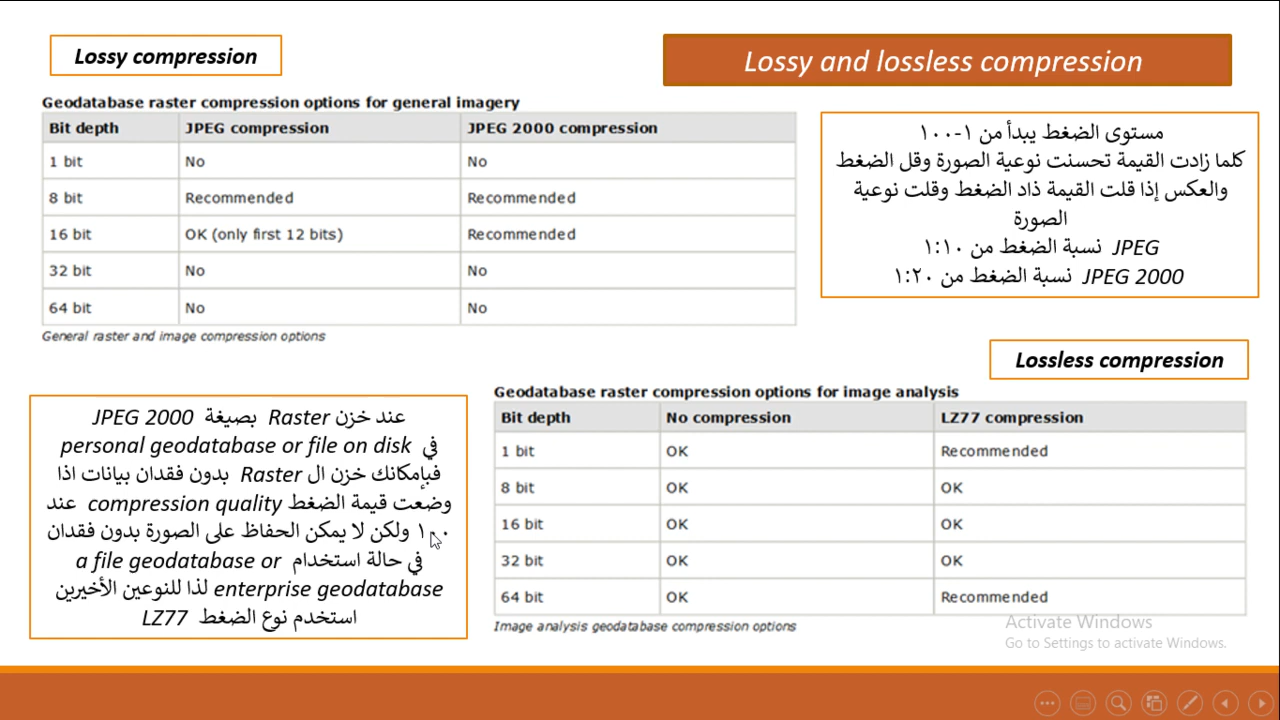 Lossy compression
Lossy and lossless compression
Geodatabase raster compression options for general imagery
Bit depth JPEG compression JPEG 2000 compression
1 bit No No
8 bit Recommended Recommended
16 bit OK (only first 12 bits) Recommended
32 bit No No
64 bit No No
General raster and image compression options
مستوى الضغط يبدأ من ١-١٠٠
كلما زادت القيمة تحسنت نوعية الصورة وقل الضغط
والعكس إذا قلت القيمة ذاد الضغط وقلت نوعية
الصورة
JPEG نسبة الضغط من ١:١٠
JPEG 2000 نسبة الضغط من ١:٢٠
Lossless compression
Geodatabase raster compression options for image analysis
Bit depth No compression LZ77 compression
1 bit OK Recommended
8 bit OK OK
16 bit OK OK
32 bit OK OK
64 bit OK Recommended
Image analysis geodatabase compression options
عند خزن Raster بصيغة JPEG 2000
في personal geodatabase or file on disk
فبإمكانك خزن ال Raster بدون فقدان بيانات اذا
وضعت قيمة الضغط compression quality عند
١٠٠ ولكن لا يمكن الحفاظ على الصورة بدون فقدان
في حالة استخدام a file geodatabase or
enterprise geodatabase لذا للنوعين الأخيرين
استخدم نوع الضغط LZ77
Activate Windows
Go to Settings to activate Windows.